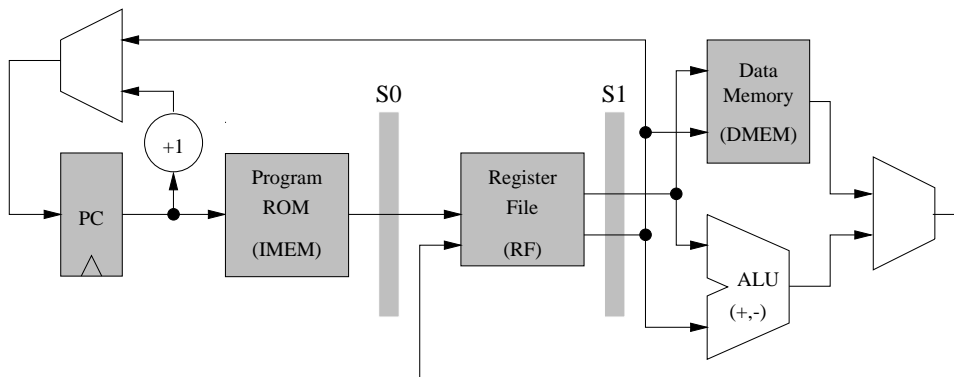 S0
S1
+1
PC
Program
ROM
(IMEM)
Register
File
(RF)
Data
Memory
(DMEM)
ALU
(+,-)